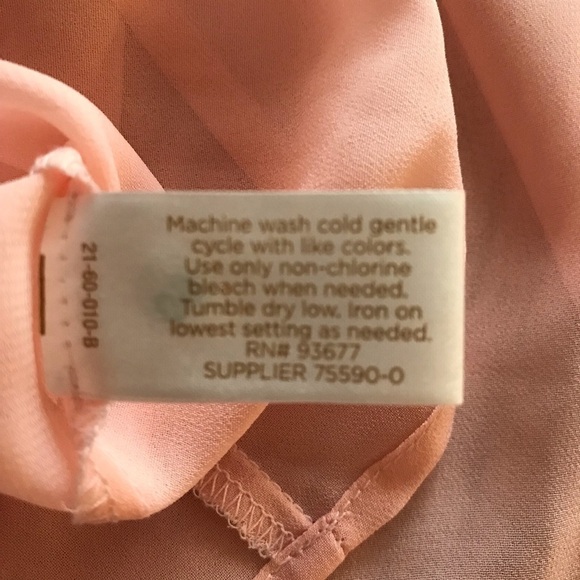 Machine wash cold gentle
cycle with like colors.
Use only non-chlorine
bleach when needed.
Tumble dry low. Iron on
lowest setting as needed.
RN# 93677
SUPPLIER 75590-0
21-60-010-B